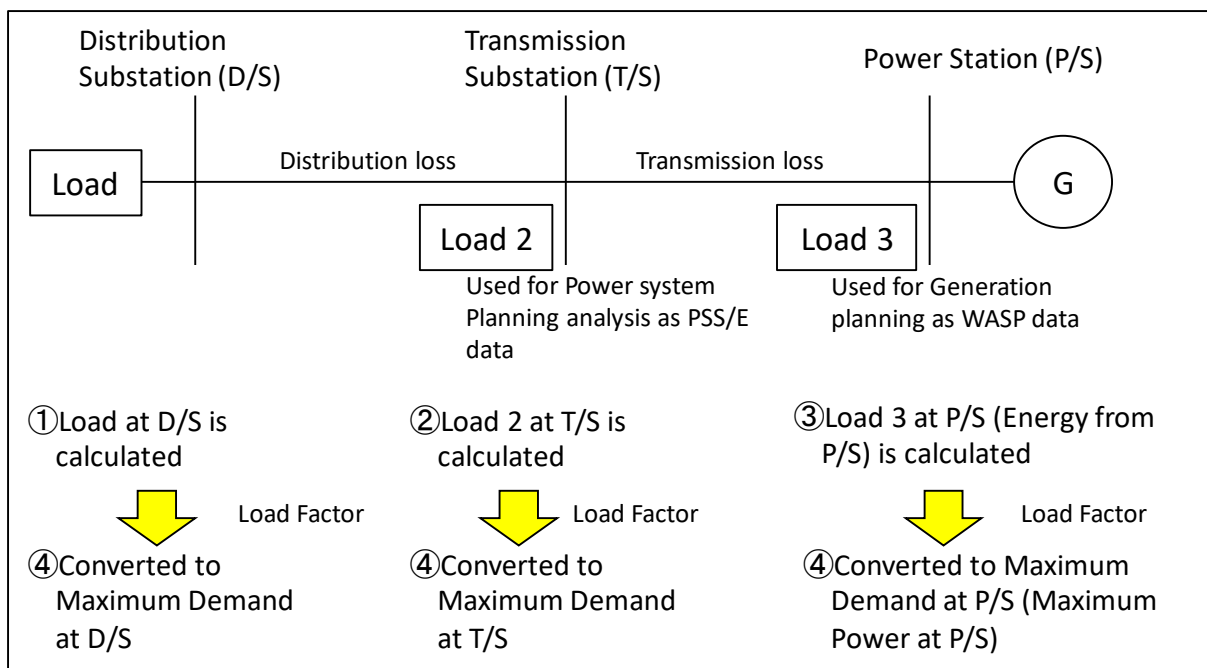 Distribution
Substation (D/S)
Transmission
Substation (T/S)
Power Station (P/S)
Distribution loss
Transmission loss
Load
G
Load 2
Load 3
Used for Power system
Planning analysis as PSS/E
data
Used for Generation
planning as WASP data
①Load at D/S is
calculated
②Load 2 at T/S is
calculated
③Load 3 at P/S (Energy from
P/S) is calculated
Load Factor
Load Factor
Load Factor
④Converted to
Maximum Demand
at D/S
④Converted to
Maximum Demand
at T/S
④Converted to Maximum
Demand at P/S (Maximum
Power at P/S)